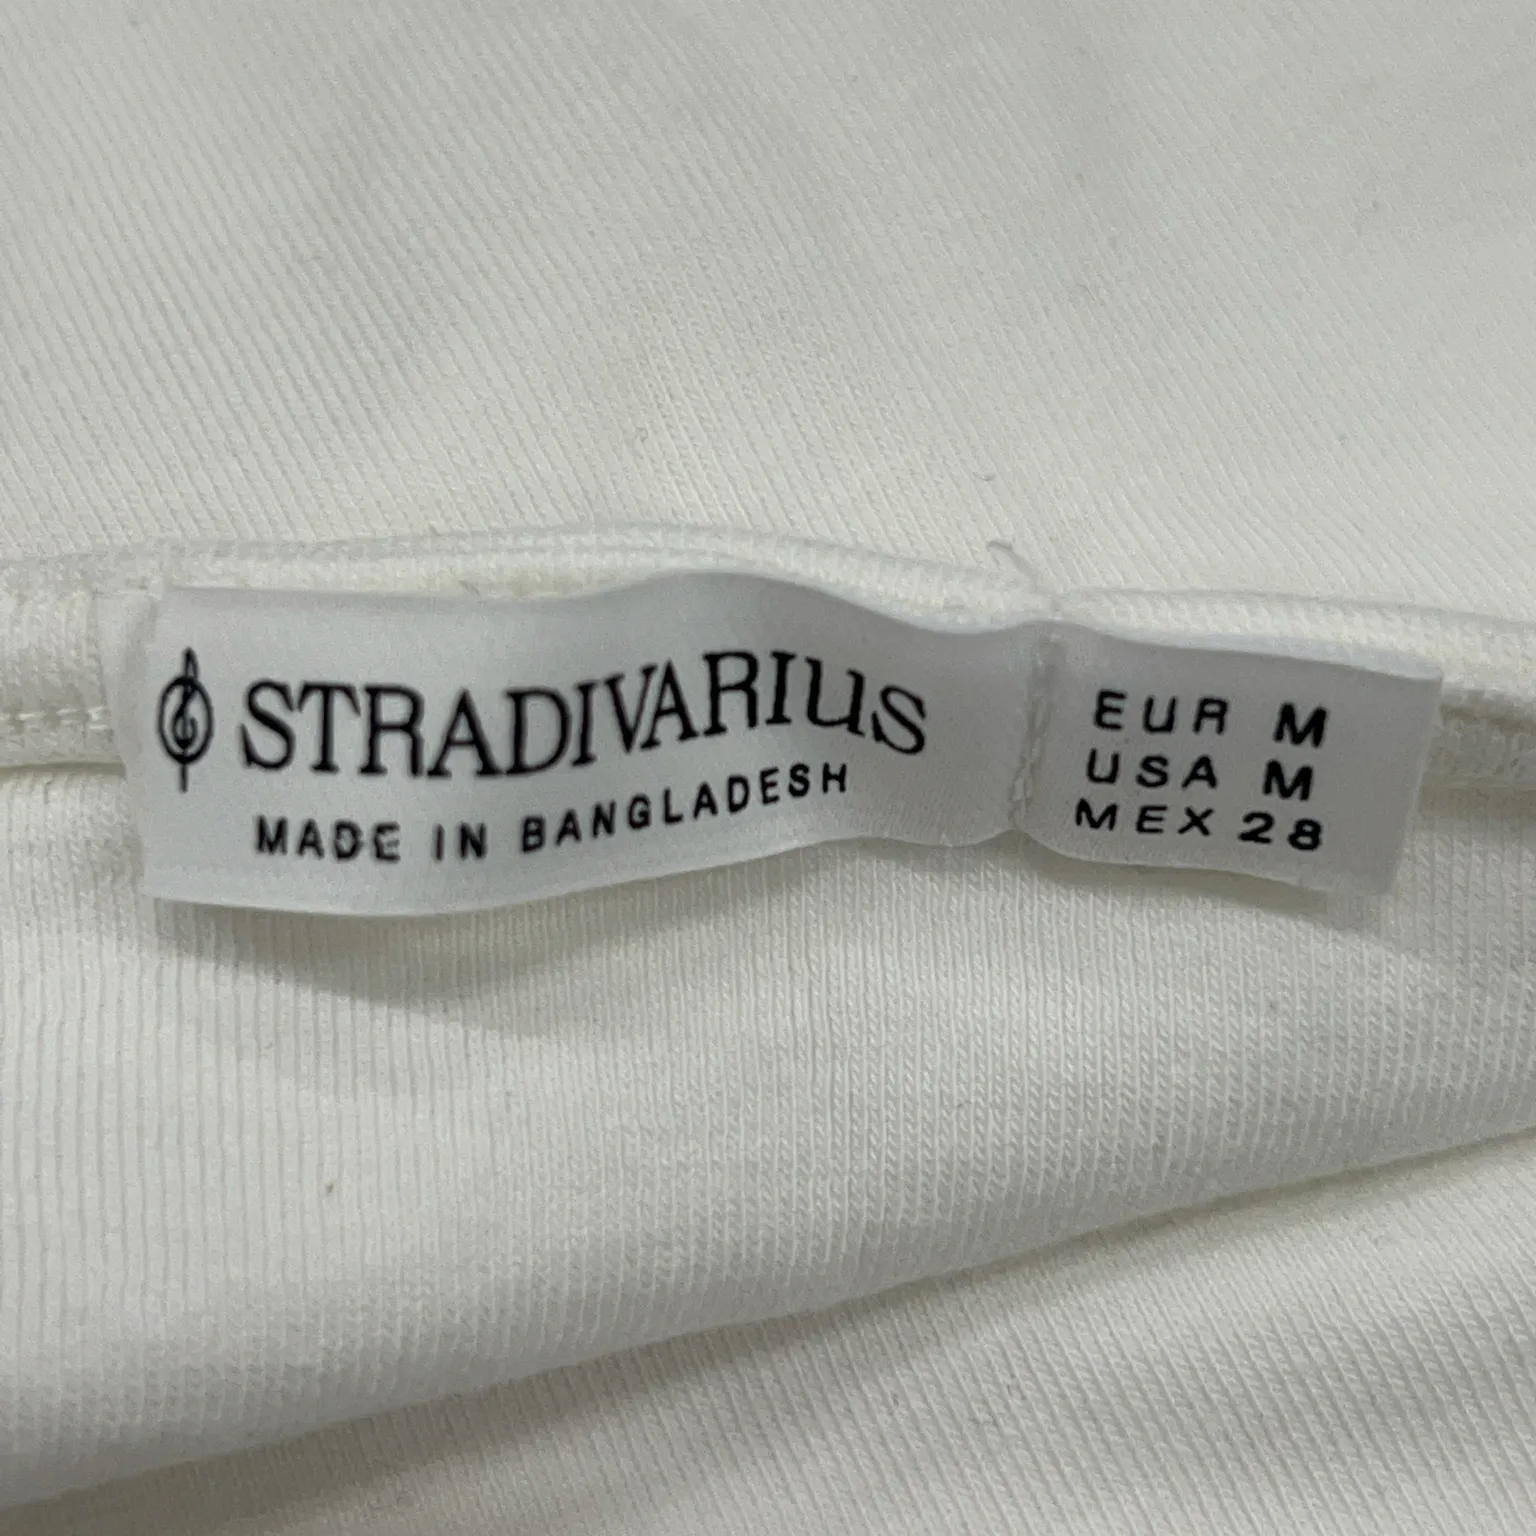 STRADIVARIUS
MADE IN BANGLADESH
EUR M
USA M
MEX 28